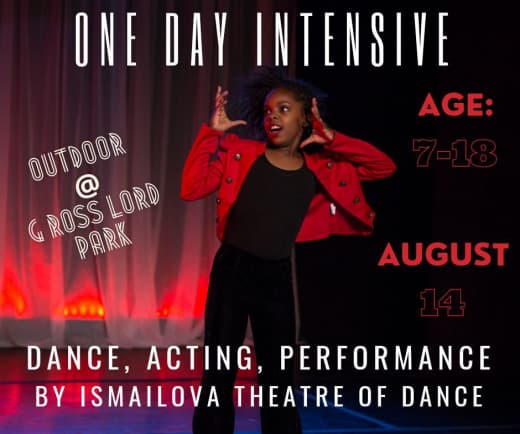 ONE DAY INTENSIVE
AGE:
7-18
OUTDOOR
@
G ROSS LORD
PARK
AUGUST
14
DANCE, ACTING, PERFORMANCE
BY ISMAILOVA THEATRE OF DANCE